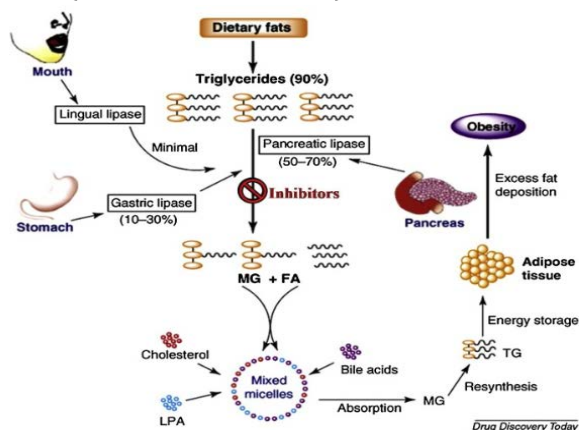 Dietary fats
Mouth
Triglycerides (90%)
Lingual lipase
Minimal
Pancreatic lipase
(50–70%)
Obesity
Inhibitors
Excess fat
deposition
Stomach
Gastric lipase
(10–30%)
Pancreas
MG + FA
Adipose
tissue
Energy storage
Cholesterol
Bile acids
TG
Mixed
micelles
Resynthesis
LPA
Absorption
MG
Drug Discovery Today